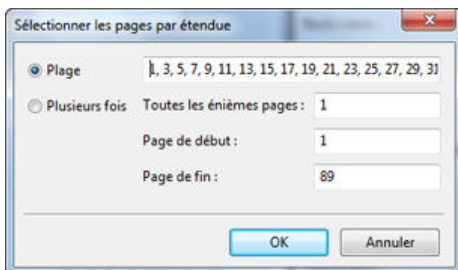 Sélectionner les pages par étendue
Plage 1, 3, 5, 7, 9, 11, 13, 15, 17, 19, 21, 23, 25, 27, 29, 31
Plusieurs fois Toutes les énièmes pages : 1
Page de début : 1
Page de fin : 89
OK Annuler